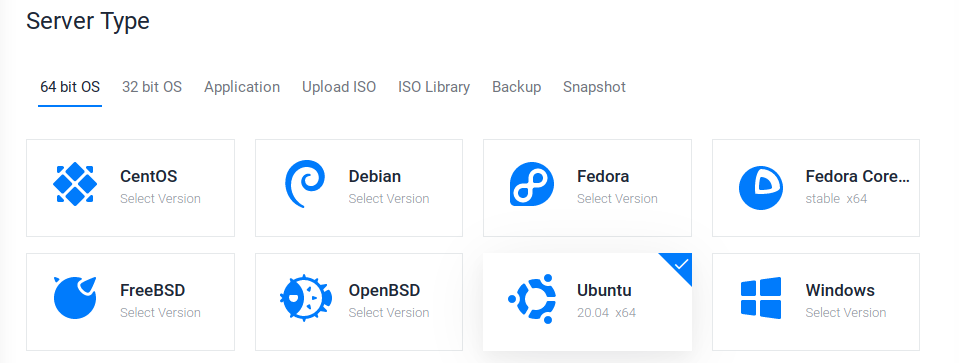 Server Type
64 bit OS 32 bit OS Application Upload ISO ISO Library Backup Snapshot
CentOS
Select Version
Debian
Select Version
Fedora
Select Version
Fedora Core...
stable x64
FreeBSD
Select Version
OpenBSD
Select Version
Ubuntu
20.04 x64
Windows
Select Version